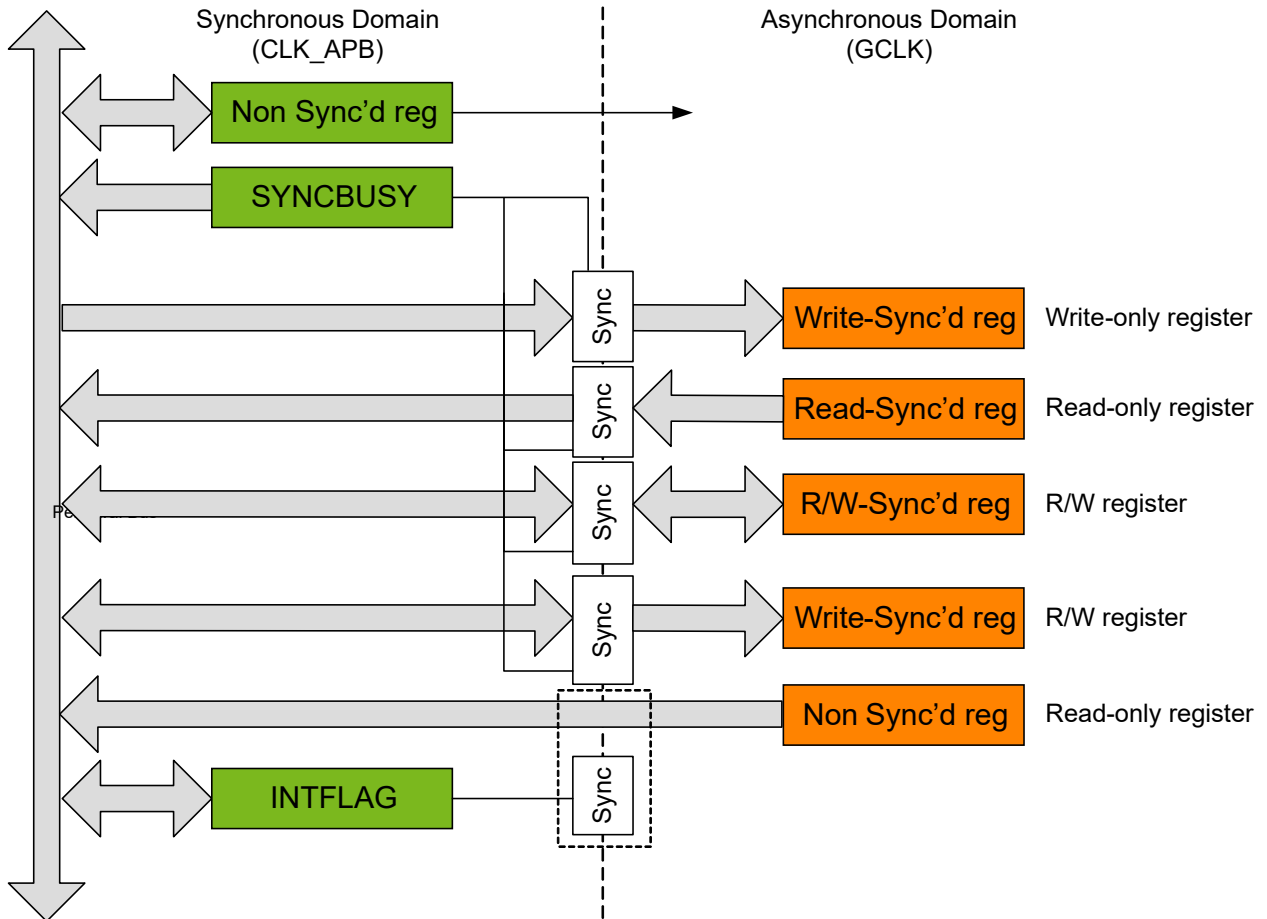 Synchronous Domain
(CLK_APB)
Asynchronous Domain
(GCLK)
Non Sync'd reg
SYNCBUSY
Sync
Write-Sync'd reg
Write-only register
Sync
Read-Sync'd reg
Read-only register
Sync
R/W-Sync'd reg
R/W register
Sync
Write-Sync'd reg
R/W register
Non Sync'd reg
Read-only register
INTFLAG
Sync